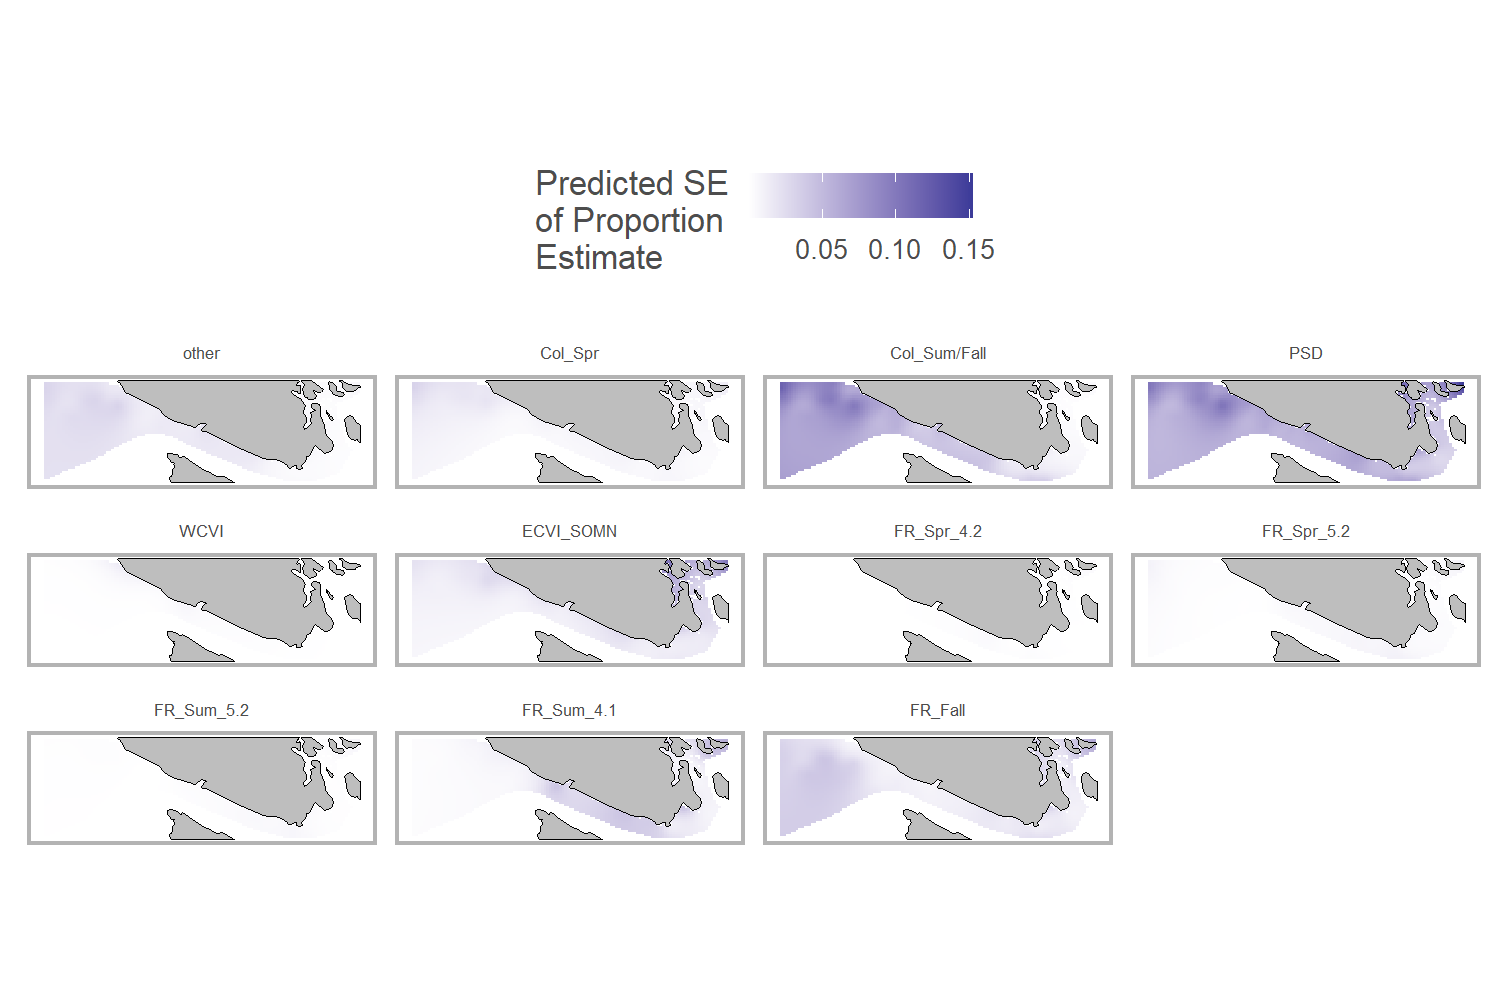 Predicted SE
of Proportion
Estimate
0.05 0.10 0.15
other Col_Spr Col_Sum/Fall PSD
WCVI ECVI_SOMN FR_Spr_4.2 FR_Spr_5.2
FR_Sum_5.2 FR_Sum_4.1 FR_Fall